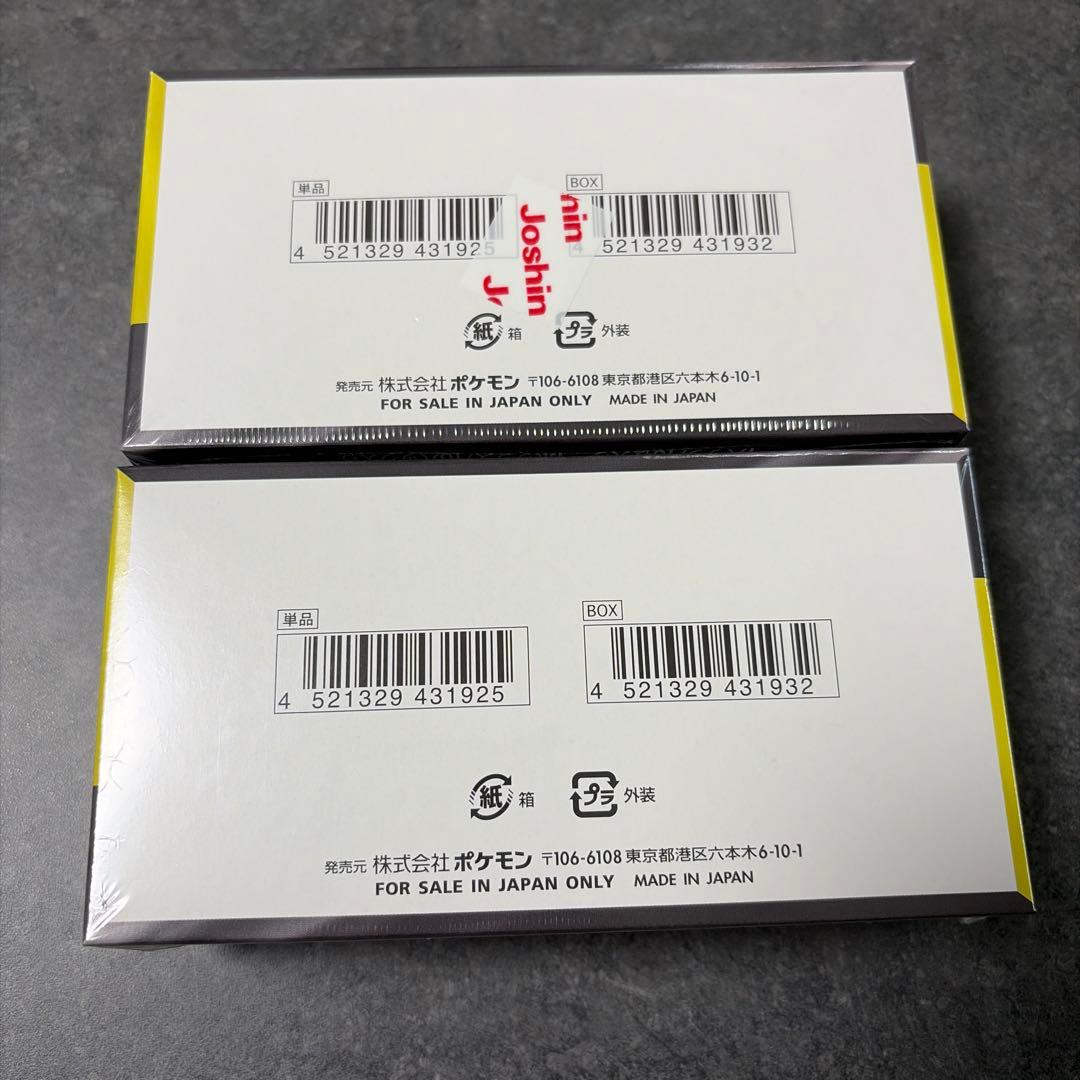 単品
BOX
4 521329 431925
4 521329 431932
nin
Joshin
J
紙 箱
プラ 外装
発売元 株式会社 ポケモン 〒106-6108 東京都港区六本木6-10-1
FOR SALE IN JAPAN ONLY MADE IN JAPAN
単品
BOX
4 521329 431925
4 521329 431932
紙 箱
プラ 外装
発売元 株式会社 ポケモン 〒106-6108 東京都港区六本木6-10-1
FOR SALE IN JAPAN ONLY MADE IN JAPAN